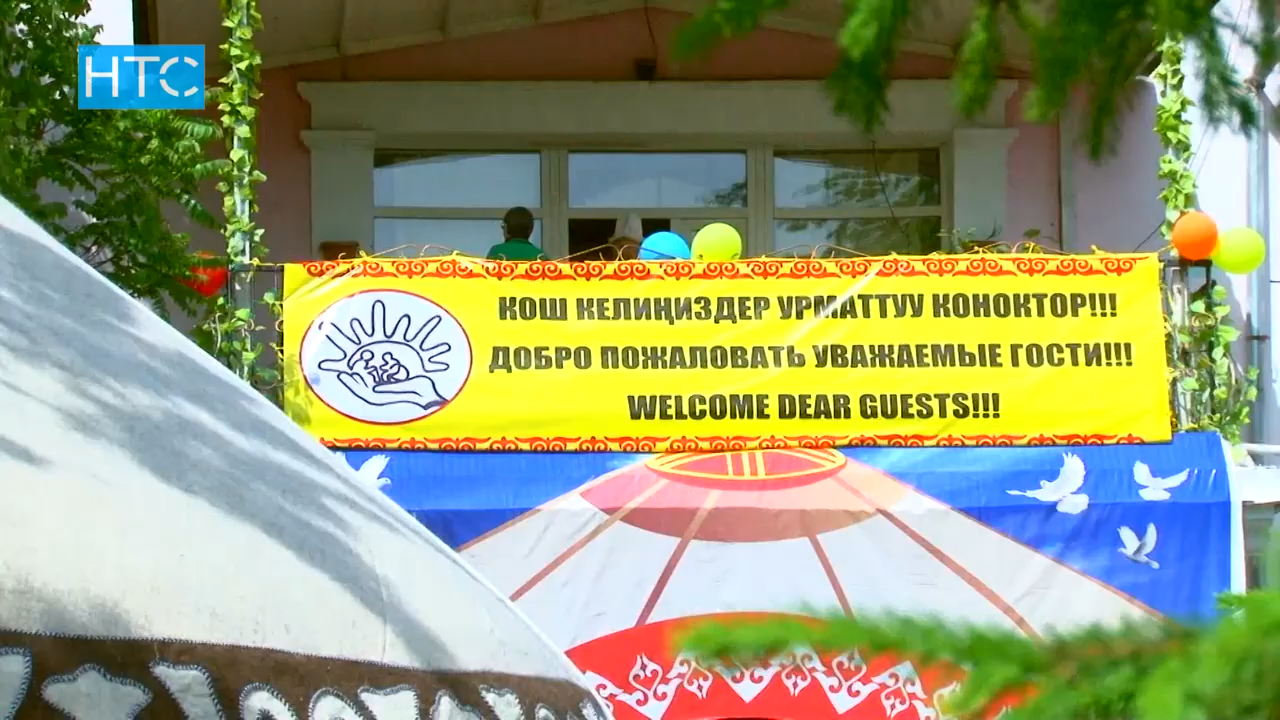 НТС
КОШ КЕЛИҢИЗДЕР УРМАТТУУ КОНОКТОР!!!
ДОБРО ПОЖАЛОВАТЬ УВАЖАЕМЫЕ ГОСТИ!!!
WELCOME DEAR GUESTS!!!